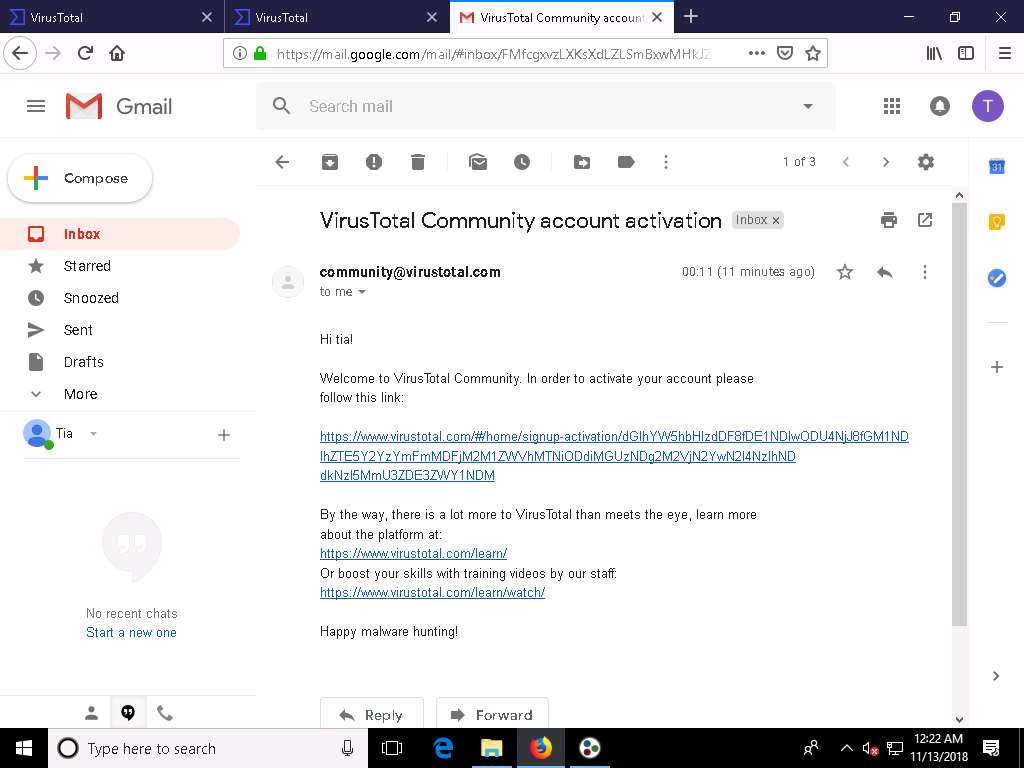 VirusTotal
VirusTotal
VirusTotal Community account
https://mail.google.com/mail/#inbox/
Gmail
Search mail
T
Compose
1 of 3
31
VirusTotal Community account activation
Inbox x
Inbox
Starred
Snoozed
Sent
Drafts
More
community@virustotal.com
00:11 (11 minutes ago)
to me
Hi tia!
Welcome to VirusTotal Community. In order to activate your account please
follow this link:
https://www.virustotal.com/#/home/signup-activation/
By the way, there is a lot more to VirusTotal than meets the eye, learn more
about the platform at:
https://www.virustotal.com/learn/
Or boost your skills with training videos by our staff:
https://www.virustotal.com/learn/watch/
Happy malware hunting!
Tia
No recent chats
Start a new one
Reply
Forward
Type here to search
12:22 AM
11/13/2018